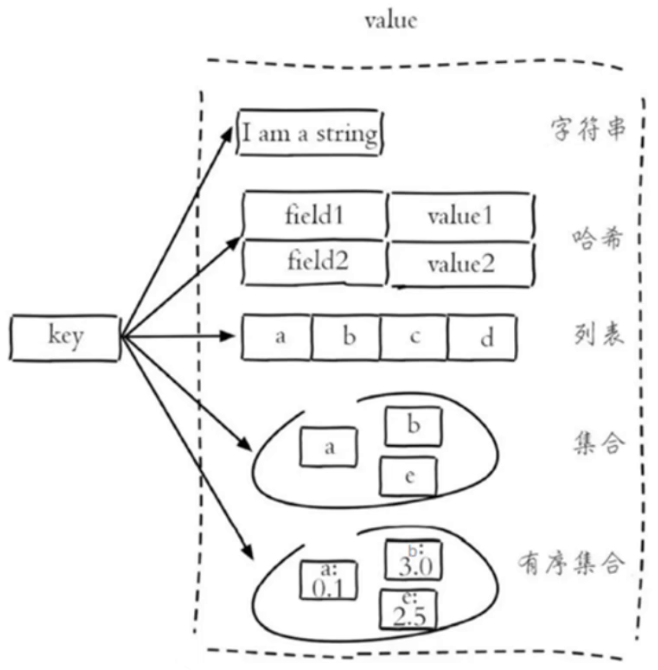 value
I am a string
字符串
field1 value1
哈希
field2 value2
key
a b c d
列表
b
a
集合
e
b:
a: 3.0
有序集合
0.1
e:
2.5